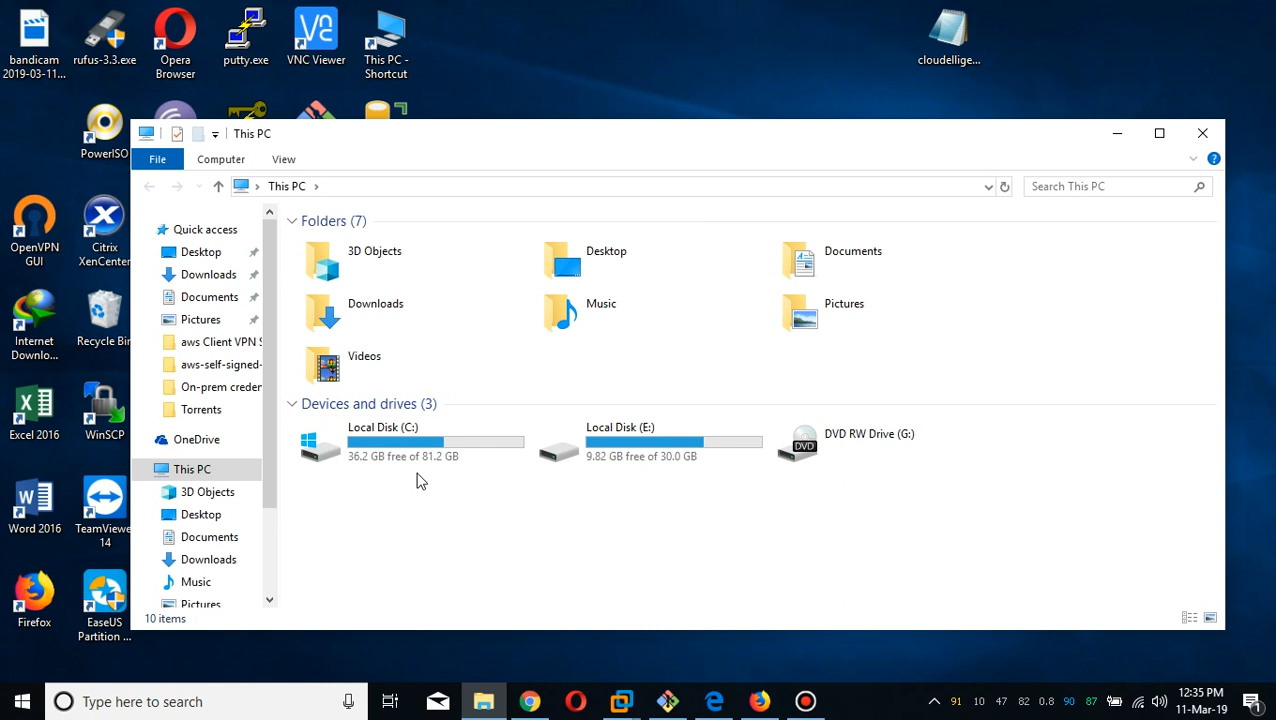 bandicam
2019-03-11...
rufus-3.3.exe
Opera
Browser
putty.exe
VNC Viewer
This PC -
Shortcut
cloudellige...
PowerISO
OpenVPN
GUI
Citrix
XenCenter
Internet
Downlo...
Recycle Bin
Excel 2016
WinSCP
Word 2016
TeamViewer
14
Firefox
EaseUS
Partition ...
This PC
File
Computer
View
This PC
Search This PC
Quick access
Desktop
Downloads
Documents
Pictures
aws Client VPN S
aws-self-signed-
On-prem creden
Torrents
OneDrive
This PC
3D Objects
Desktop
Documents
Downloads
Music
Pictures
Folders (7)
3D Objects
Desktop
Documents
Downloads
Music
Pictures
Videos
Devices and drives (3)
Local Disk (C:)
36.2 GB free of 81.2 GB
Local Disk (E:)
9.82 GB free of 30.0 GB
DVD RW Drive (G:)
DVD
10 items
Type here to search
91 10 47 82 0.8 90 87
12:35 PM
11-Mar-19
1